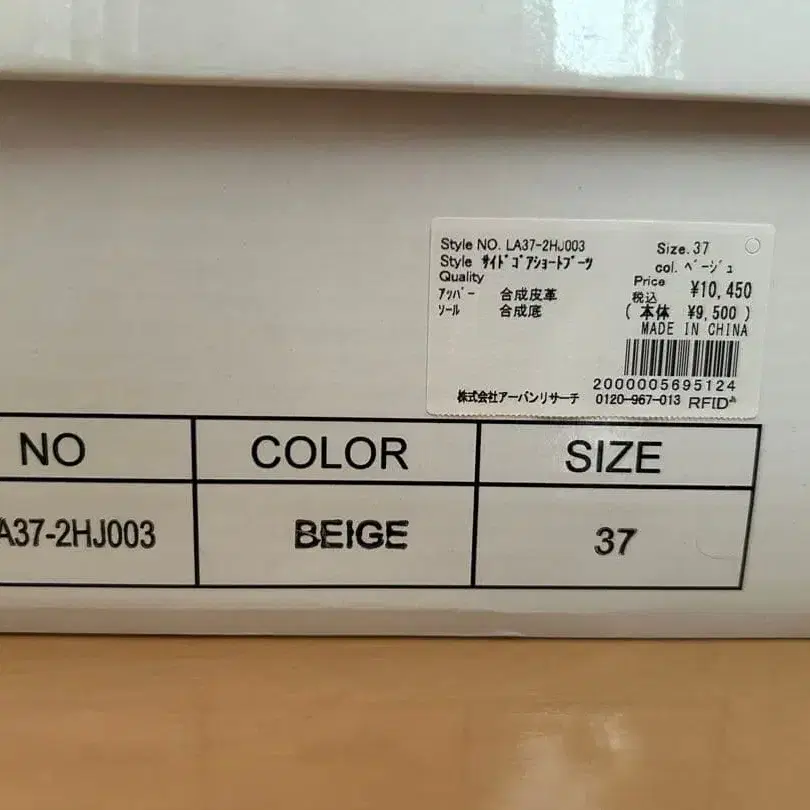 Style NO. LA37-2HJ003 Size. 37
Style サイドゴアショートブーツ col. ベージュ
Quality Price ¥10,450
アッパー 合成皮革 税込
ソール 合成底 ( 本体 ¥9,500 )
MADE IN CHINA
2000005695124
株式会社アーバンリサーチ 0120-967-013 RFID
NO COLOR SIZE
A37-2HJ003 BEIGE 37